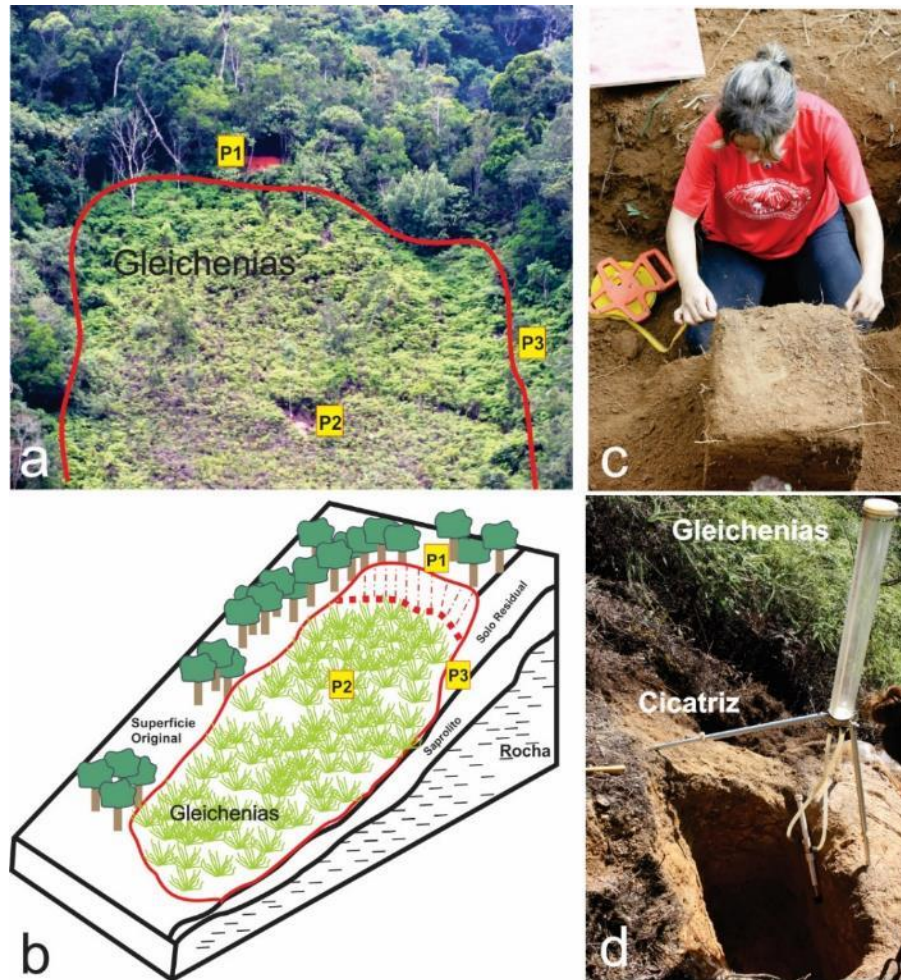 P1
Gleichenias
P3
P2
a
c
P1
Solo Residual
P2
P3
Superfície
Original
Saprolito
Rocha
Gleichenias
b
Gleichenias
Cicatriz
d